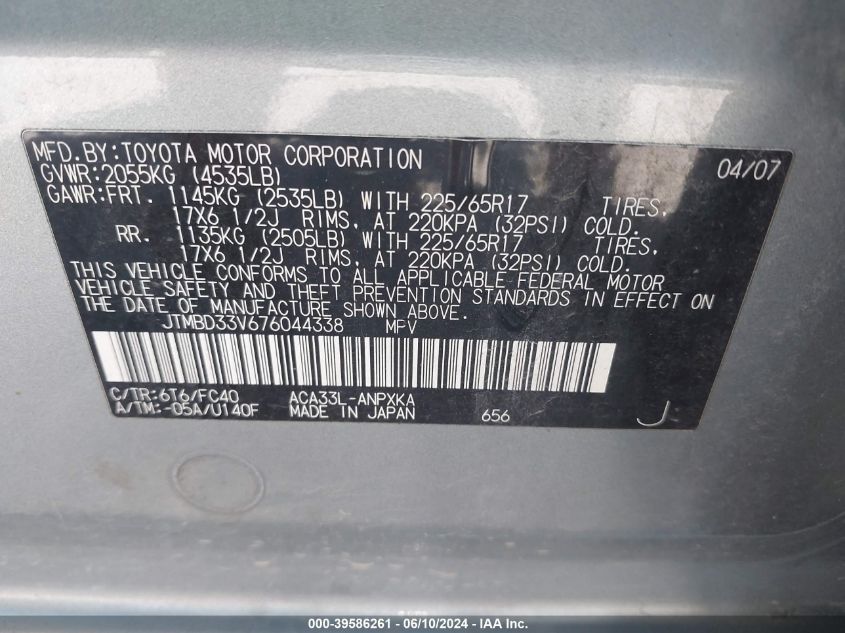 MFD.BY:TOYOTA MOTOR CORPORATION 04/07
GVWR:2055KG (4535LB)
GAWR:FRT. 1145KG (2535LB) WITH 225/65R17 TIRES,
17X6 1/2J RIMS, AT 220KPA (32PSI) COLD.
RR. 1135KG (2505LB) WITH 225/65R17 TIRES,
17X6 1/2J RIMS, AT 220KPA (32PSI) COLD.
THIS VEHICLE CONFORMS TO ALL APPLICABLE FEDERAL MOTOR
VEHICLE SAFETY AND THEFT PREVENTION STANDARDS IN EFFECT ON
THE DATE OF MANUFACTURE SHOWN ABOVE.
JTMBD33V676044338 MPV
C/TR:6T6/FC40 ACA33L-ANPXKA
A/TM:-05A/U140F MADE IN JAPAN 656 J
000-39586261 - 06/10/2024 - IAA Inc.